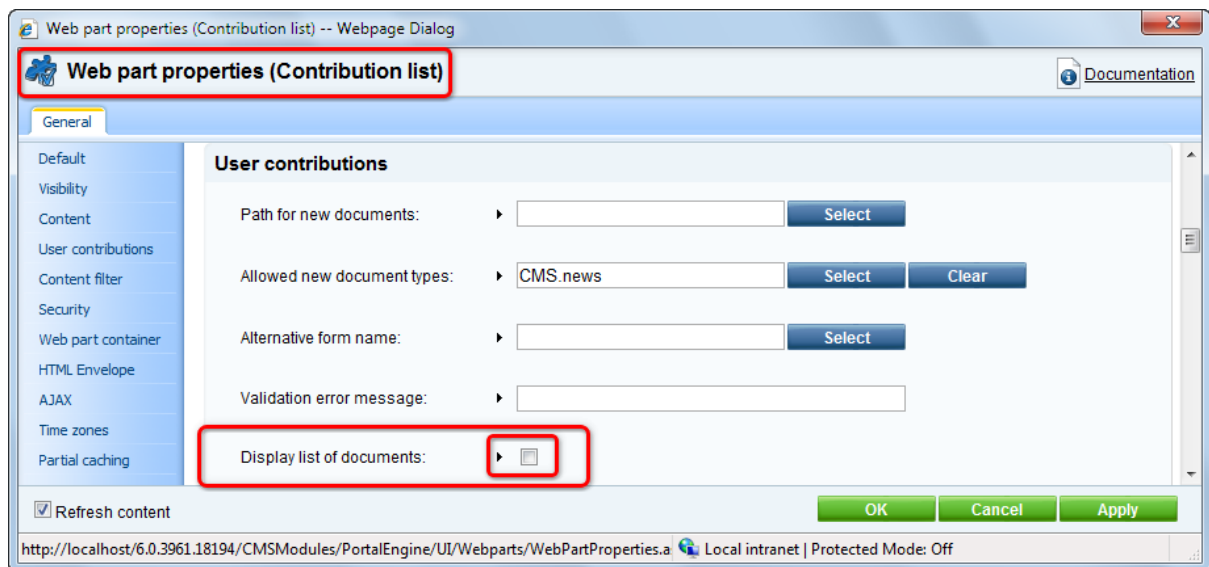 Web part properties (Contribution list) -- Webpage Dialog
X
Web part properties (Contribution list)
Documentation
General
Default
Visibility
Content
User contributions
Content filter
Security
Web part container
HTML Envelope
AJAX
Time zones
Partial caching
User contributions
Path for new documents:
Select
Allowed new document types: CMS.news
Select Clear
Alternative form name:
Select
Validation error message:
Display list of documents:
Refresh content
OK Cancel Apply
http://localhost/6.0.3961.18194/CMSModules/PortalEngine/UI/Webparts/WebPartProperties.a Local intranet | Protected Mode: Off